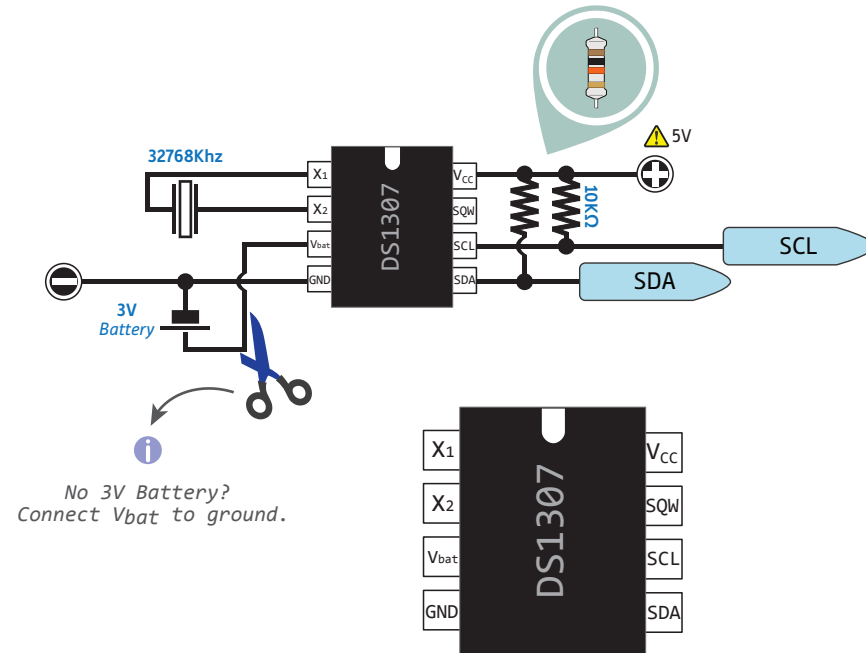 5V
32768Khz
X1
X2
Vbat
GND
DS1307
VCC
SQW
SCL
SDA
10KΩ
SCL
SDA
3V
Battery
No 3V Battery?
Connect Vbat to ground.
X1
X2
Vbat
GND
DS1307
VCC
SQW
SCL
SDA